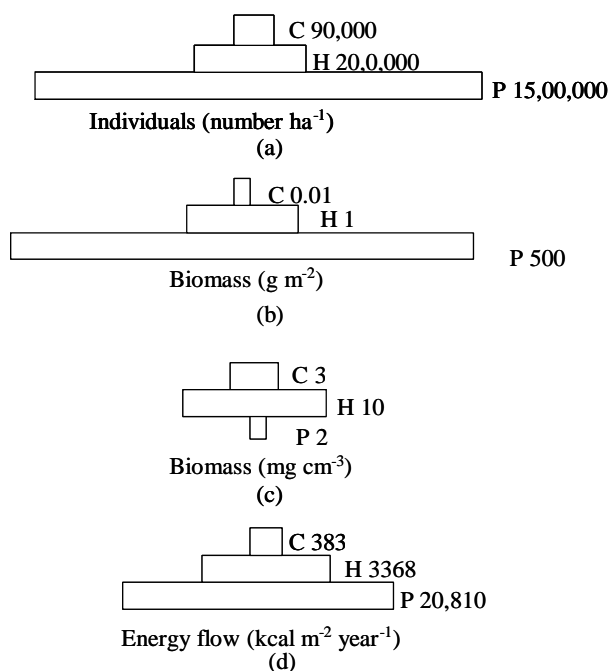 C 90,000
H 20,0,000
P 15,00,000
Individuals (number ha⁻¹)
(a)
C 0.01
H 1
P 500
Biomass (g m⁻²)
(b)
C 3
H 10
P 2
Biomass (mg cm⁻³)
(c)
C 383
H 3368
P 20,810
Energy flow (kcal m⁻² year⁻¹)
(d)